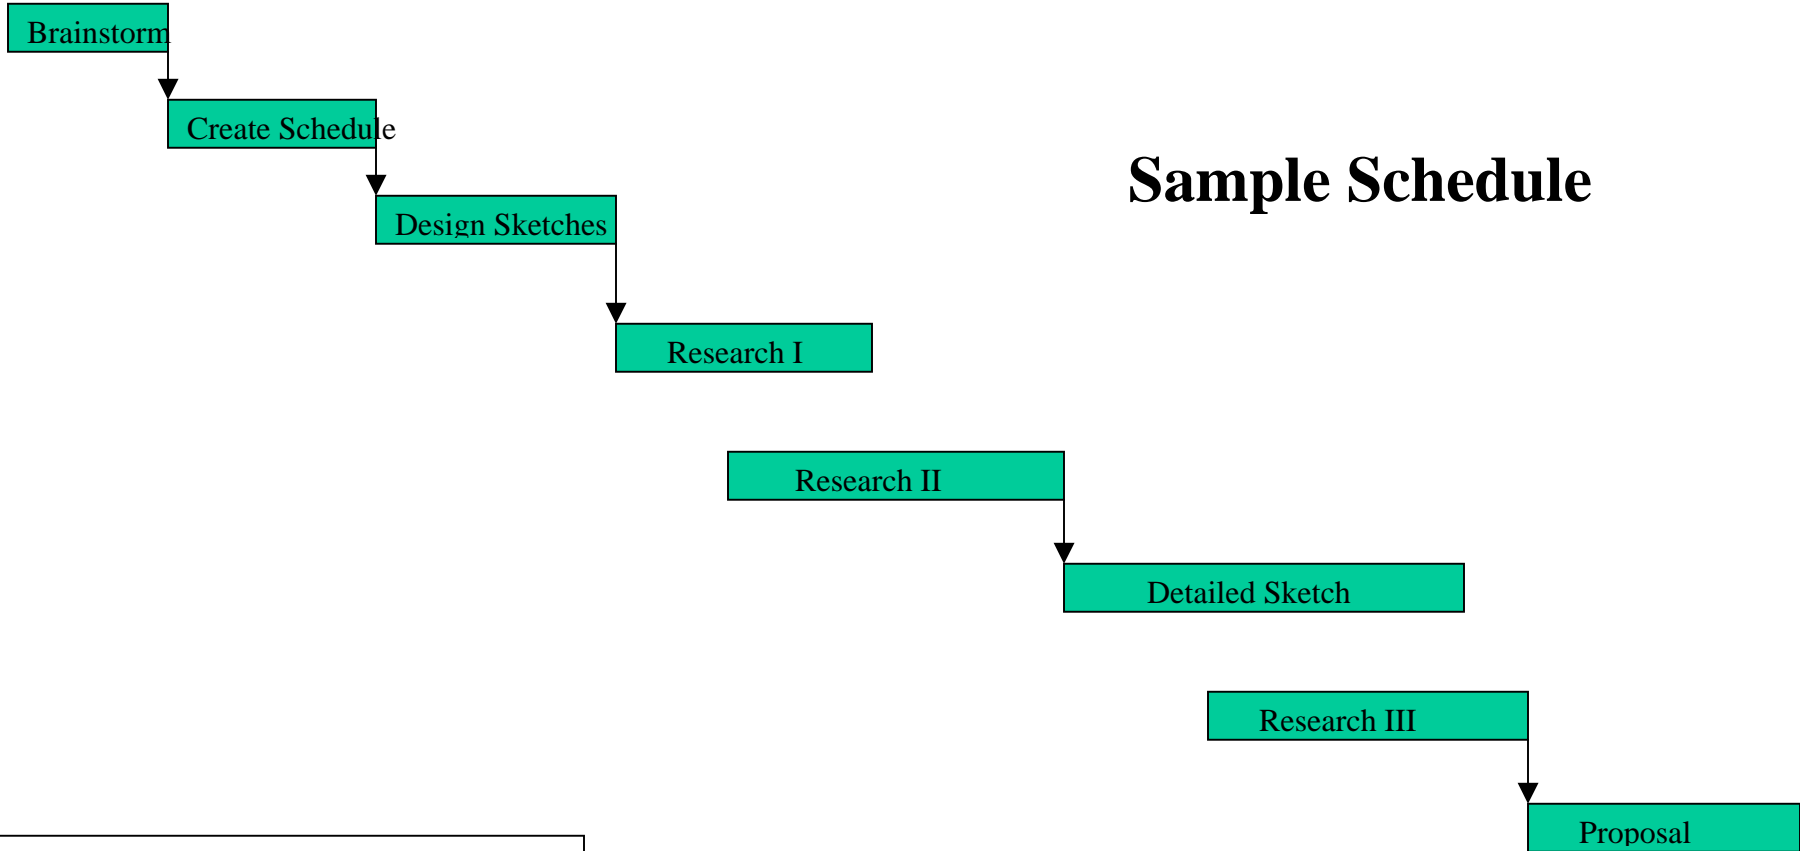 Brainstorm
Create Schedule
Sample Schedule
Design Sketches
Research I
Research II
Detailed Sketch
Research III
Proposal